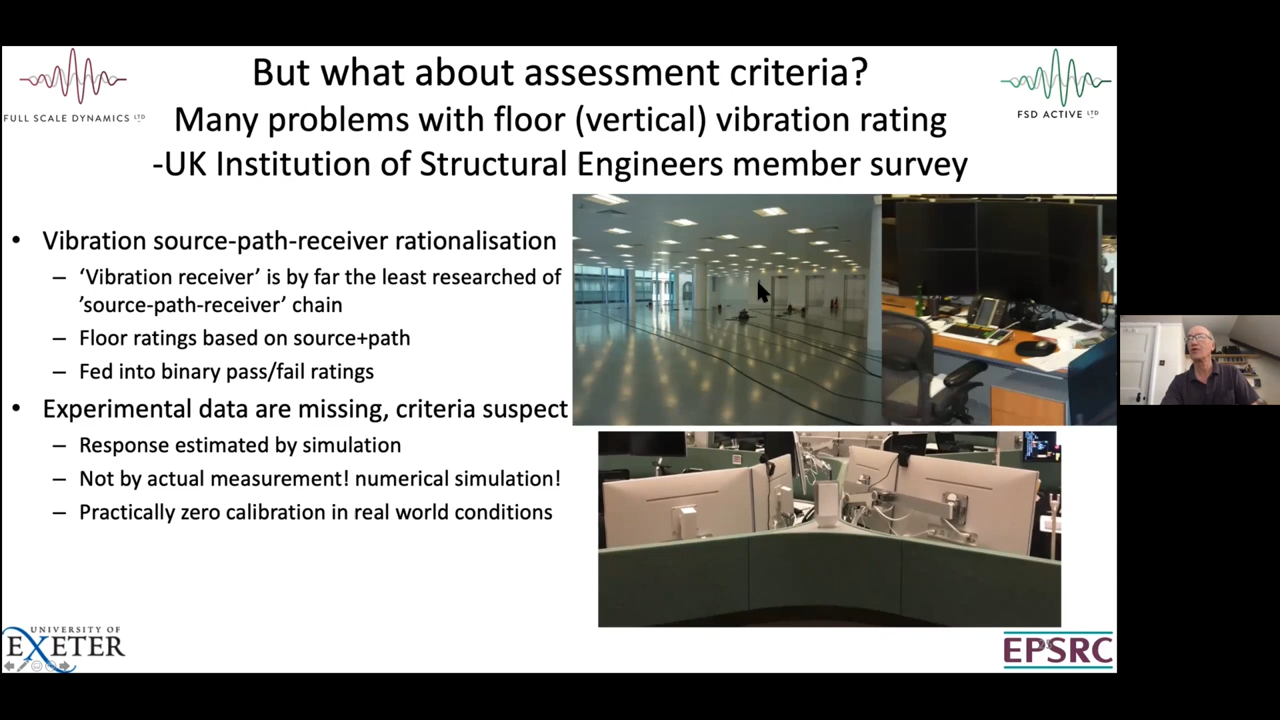 But what about assessment criteria?
Many problems with floor (vertical) vibration rating
-UK Institution of Structural Engineers member survey
FULL SCALE DYNAMICS LTD
FSD ACTIVE LTD
• Vibration source-path-receiver rationalisation
– ‘Vibration receiver’ is by far the least researched of
’source-path-receiver’ chain
– Floor ratings based on source+path
– Fed into binary pass/fail ratings
• Experimental data are missing, criteria suspect
– Response estimated by simulation
– Not by actual measurement! numerical simulation!
– Practically zero calibration in real world conditions
UNIVERSITY OF
EXETER
EPSRC